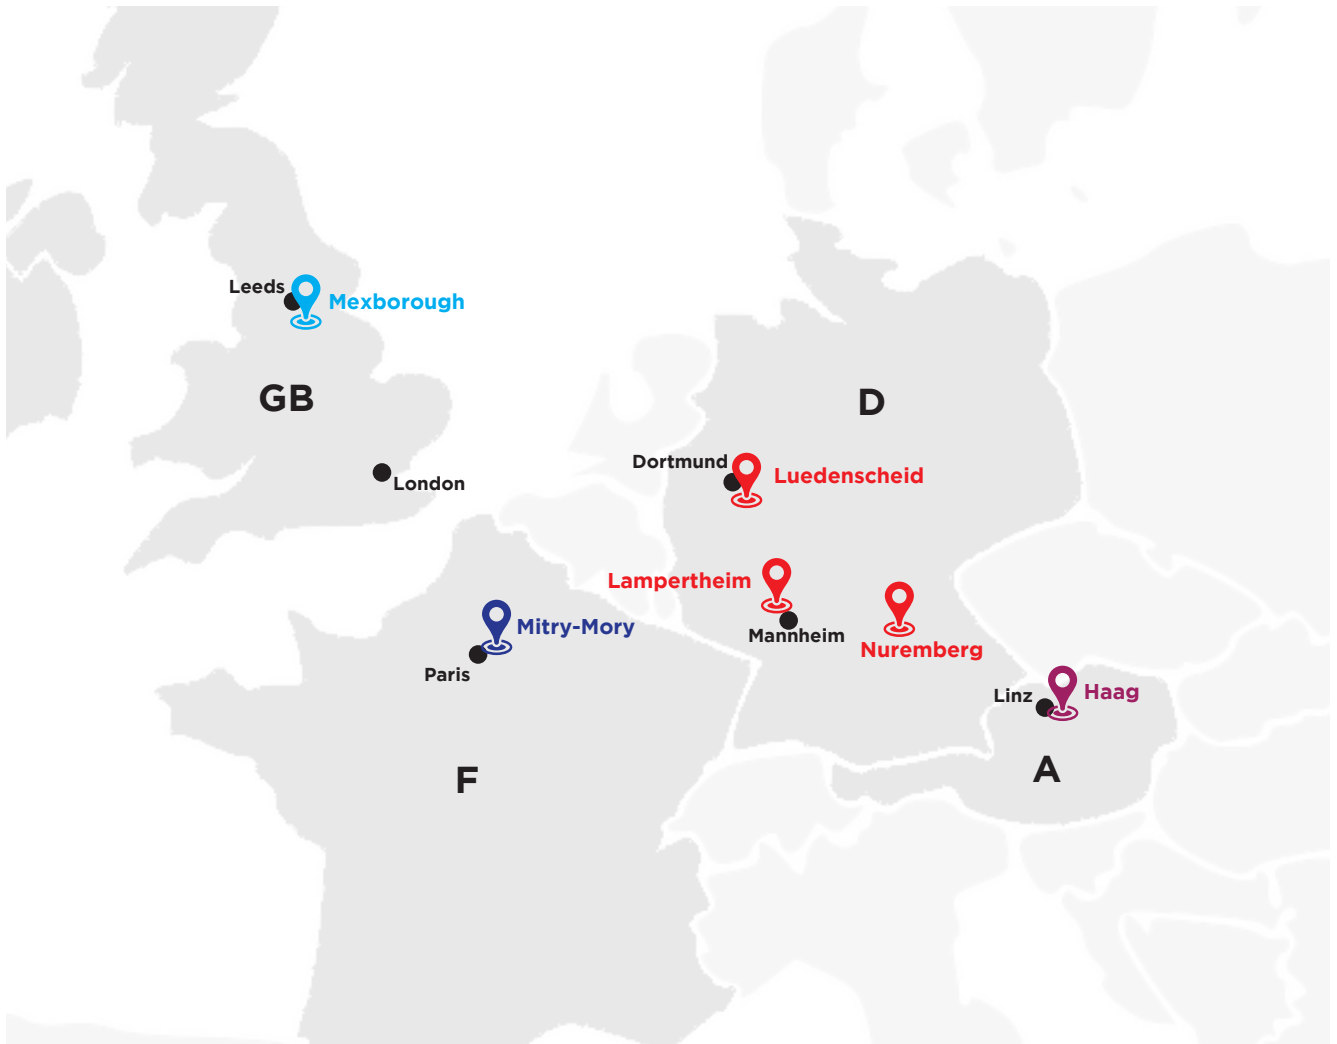 Leeds
Mexborough
GB
D
London
Dortmund
Luedenscheid
Lampertheim
Mannheim
Nuremberg
Mitry-Mory
Paris
Linz
Haag
F
A